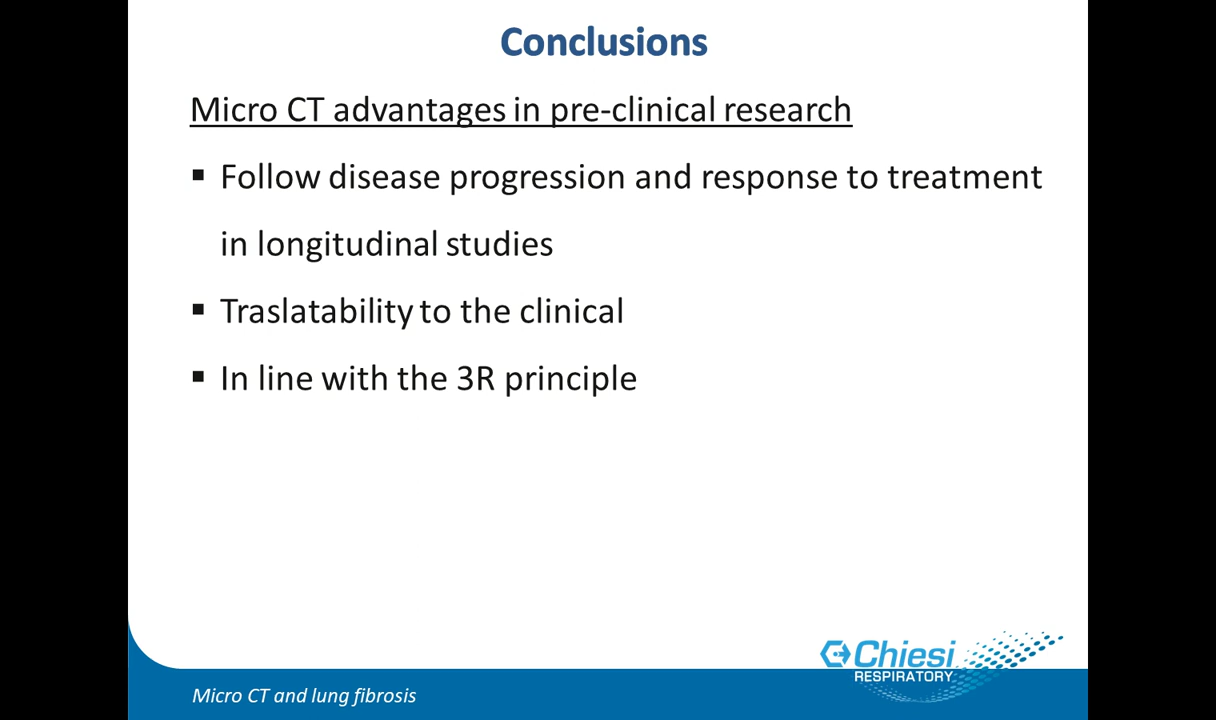 Conclusions
Micro CT advantages in pre-clinical research
▪ Follow disease progression and response to treatment
in longitudinal studies
▪ Traslatability to the clinical
▪ In line with the 3R principle
Chiesi
RESPIRATORY
Micro CT and lung fibrosis